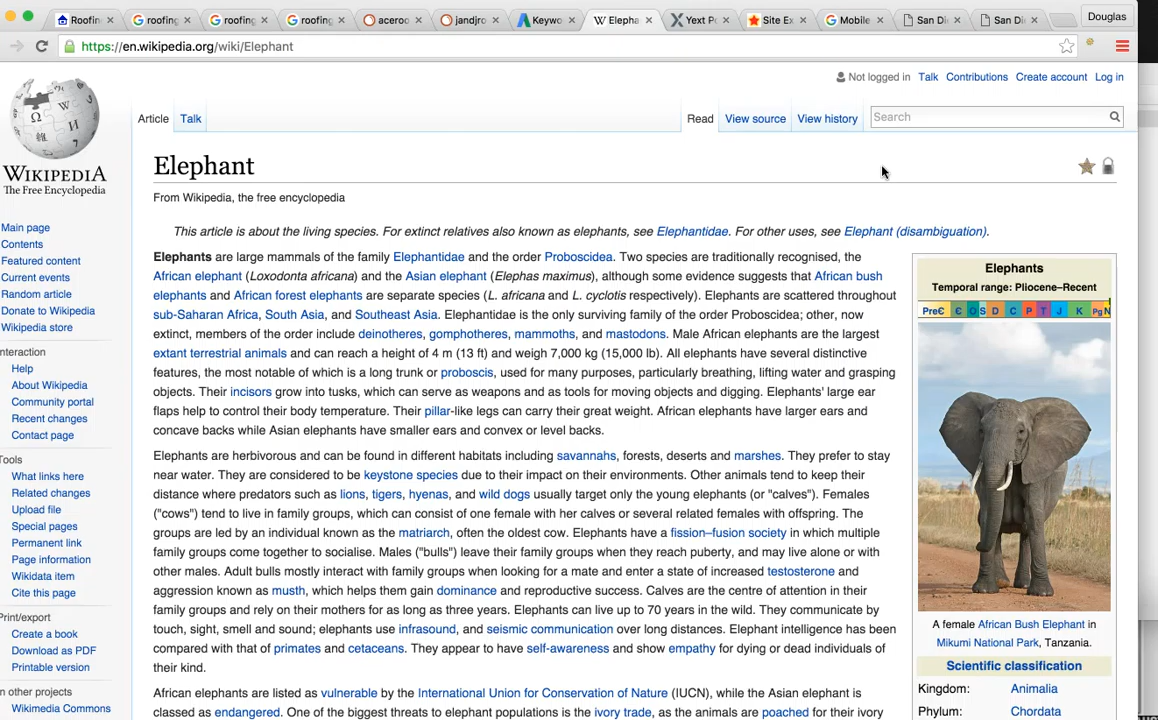 Roofin
roofing
roofing
roofing
aceroo
jandjro
Keywo
Elepha
Yext P
Site Ex
Mobile
San Di
San Di
Douglas
https://en.wikipedia.org/wiki/Elephant
Not logged in Talk Contributions Create account Log in
Article Talk
Read View source View history
Search
WIKIPEDIA
The Free Encyclopedia
Main page
Contents
Featured content
Current events
Random article
Donate to Wikipedia
Wikipedia store
Interaction
Help
About Wikipedia
Community portal
Recent changes
Contact page
Tools
What links here
Related changes
Upload file
Special pages
Permanent link
Page information
Wikidata item
Cite this page
Print/export
Create a book
Download as PDF
Printable version
In other projects
Wikimedia Commons
Elephant
From Wikipedia, the free encyclopedia
This article is about the living species. For extinct relatives also known as elephants, see Elephantidae. For other uses, see Elephant (disambiguation).
Elephants are large mammals of the family Elephantidae and the order Proboscidea. Two species are traditionally recognised, the
African elephant (Loxodonta africana) and the Asian elephant (Elephas maximus), although some evidence suggests that African bush
elephants and African forest elephants are separate species (L. africana and L. cyclotis respectively). Elephants are scattered throughout
sub-Saharan Africa, South Asia, and Southeast Asia. Elephantidae is the only surviving family of the order Proboscidea; other, now
extinct, members of the order include deinotheres, gomphotheres, mammoths, and mastodons. Male African elephants are the largest
extant terrestrial animals and can reach a height of 4 m (13 ft) and weigh 7,000 kg (15,000 lb). All elephants have several distinctive
features, the most notable of which is a long trunk or proboscis, used for many purposes, particularly breathing, lifting water and grasping
objects. Their incisors grow into tusks, which can serve as weapons and as tools for moving objects and digging. Elephants' large ear
flaps help to control their body temperature. Their pillar-like legs can carry their great weight. African elephants have larger ears and
concave backs while Asian elephants have smaller ears and convex or level backs.
Elephants are herbivorous and can be found in different habitats including savannahs, forests, deserts and marshes. They prefer to stay
near water. They are considered to be keystone species due to their impact on their environments. Other animals tend to keep their
distance where predators such as lions, tigers, hyenas, and wild dogs usually target only the young elephants (or "calves"). Females
("cows") tend to live in family groups, which can consist of one female with her calves or several related females with offspring. The
groups are led by an individual known as the matriarch, often the oldest cow. Elephants have a fission–fusion society in which multiple
family groups come together to socialise. Males ("bulls") leave their family groups when they reach puberty, and may live alone or with
other males. Adult bulls mostly interact with family groups when looking for a mate and enter a state of increased testosterone and
aggression known as musth, which helps them gain dominance and reproductive success. Calves are the centre of attention in their
family groups and rely on their mothers for as long as three years. Elephants can live up to 70 years in the wild. They communicate by
touch, sight, smell and sound; elephants use infrasound, and seismic communication over long distances. Elephant intelligence has been
compared with that of primates and cetaceans. They appear to have self-awareness and show empathy for dying or dead individuals of
their kind.
African elephants are listed as vulnerable by the International Union for Conservation of Nature (IUCN), while the Asian elephant is
classed as endangered. One of the biggest threats to elephant populations is the ivory trade, as the animals are poached for their ivory
Elephants
Temporal range: Pliocene–Recent
PreЄ Є O S D C P T J K Pg N
A female African Bush Elephant in
Mikumi National Park, Tanzania.
Scientific classification
Kingdom: Animalia
Phylum: Chordata